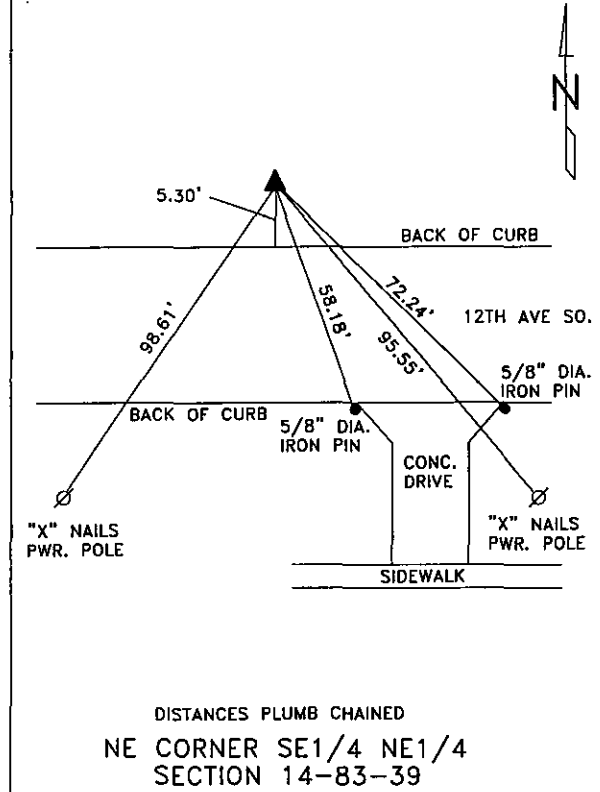 N
5.30'
BACK OF CURB
98.61'
58.18'
72.24'
95.55'
12TH AVE SO.
5/8" DIA.
IRON PIN
BACK OF CURB
5/8" DIA.
IRON PIN
CONC.
DRIVE
"X" NAILS
PWR. POLE
"X" NAILS
PWR. POLE
SIDEWALK
DISTANCES PLUMB CHAINED
NE CORNER SE1/4 NE1/4
SECTION 14-83-39